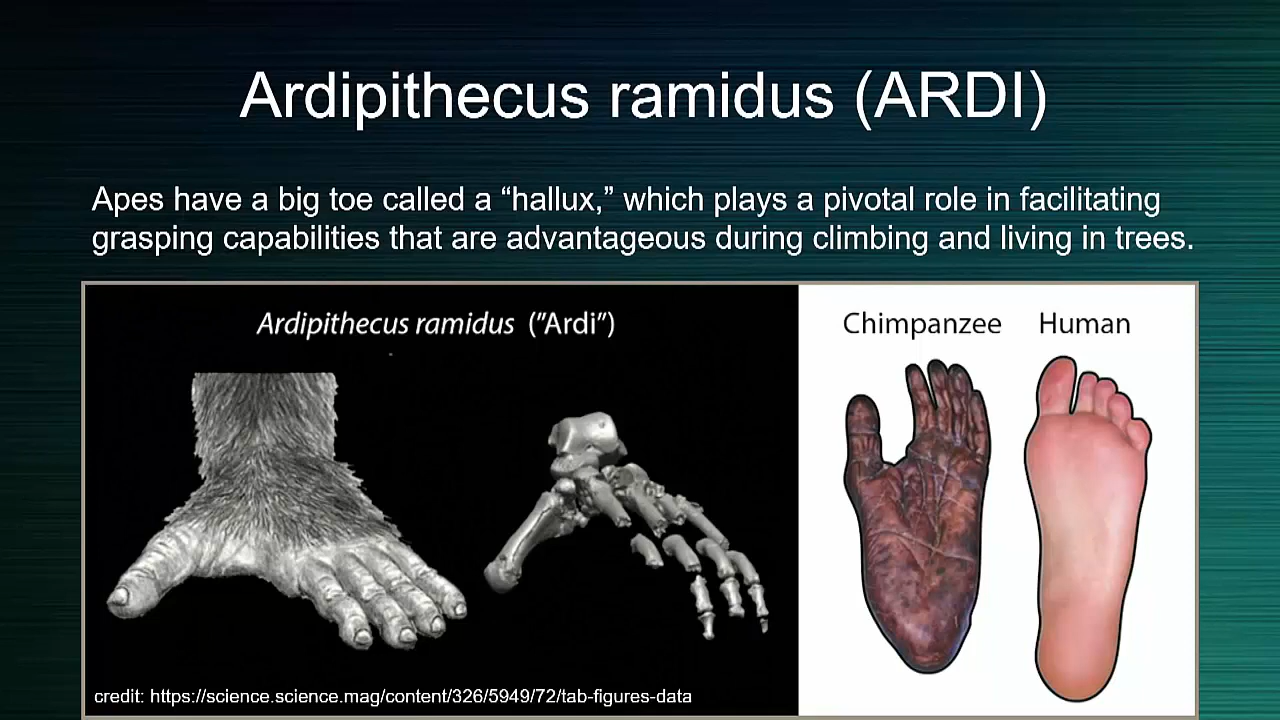 Ardipithecus ramidus (ARDI)
Apes have a big toe called a “hallux,” which plays a pivotal role in facilitating
grasping capabilities that are advantageous during climbing and living in trees.
Ardipithecus ramidus (”Ardi”)
Chimpanzee
Human
credit: https://science.science.mag/content/326/5949/72/tab-figures-data